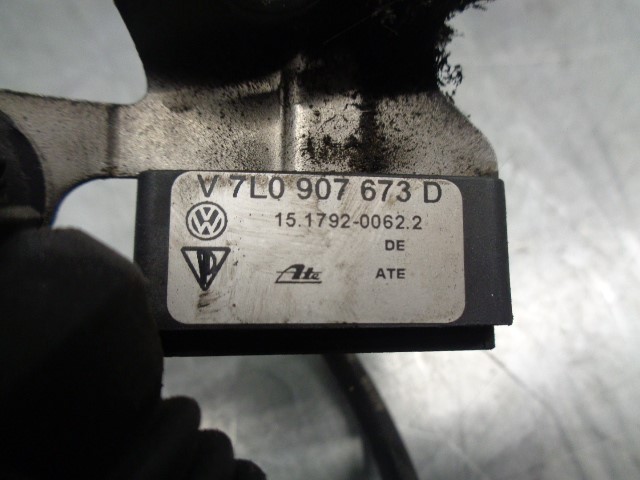 V 7L0 907 673 D
15.1792-0062.2
DE
Ate ATE